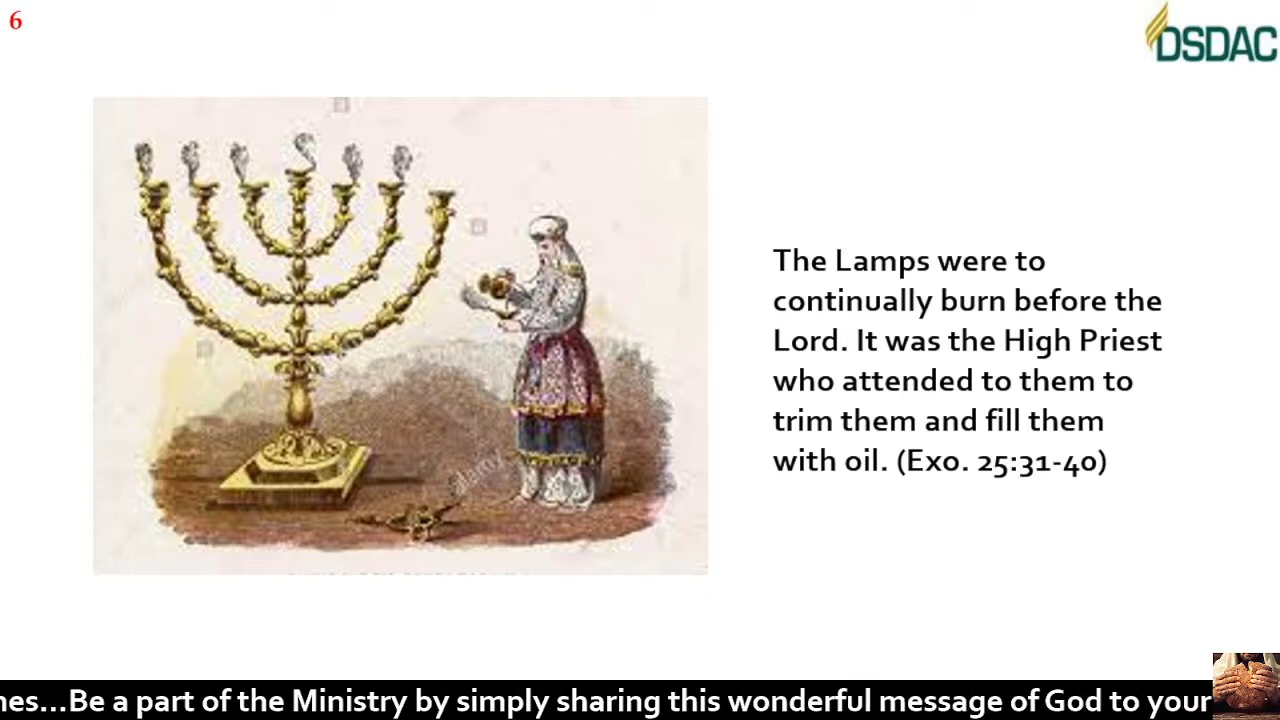 6
DSDAC
The Lamps were to
continually burn before the
Lord. It was the High Priest
who attended to them to
trim them and fill them
with oil. (Exo. 25:31-40)
alamy
nes...Be a part of the Ministry by simply sharing this wonderful message of God to your